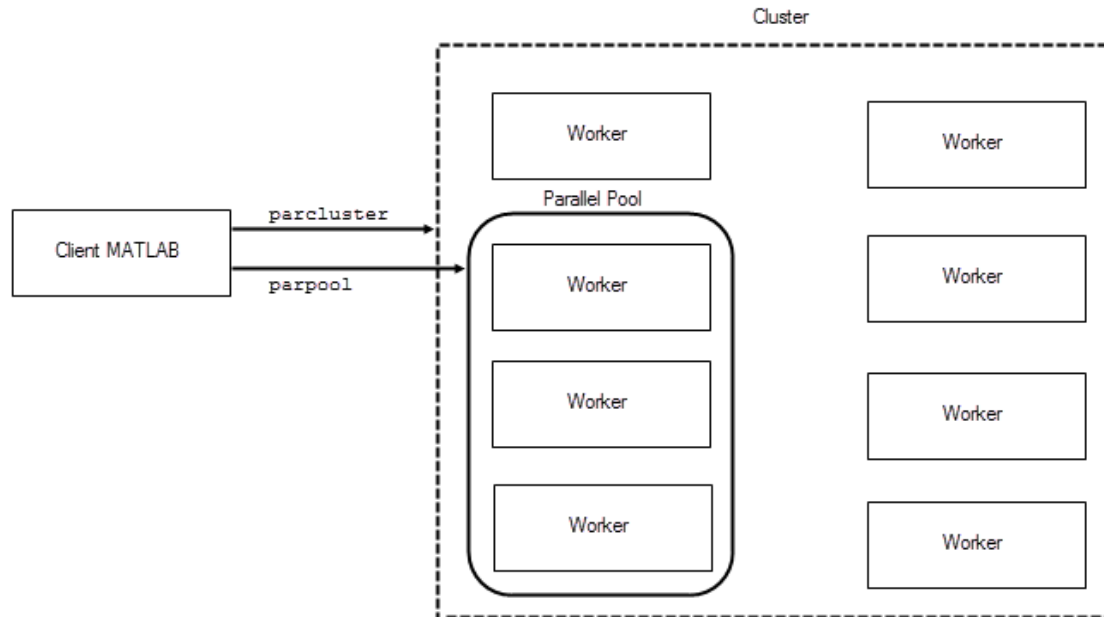 Cluster
Worker
Worker
Parallel Pool
parcluster
Client MATLAB
parpool
Worker
Worker
Worker
Worker
Worker
Worker